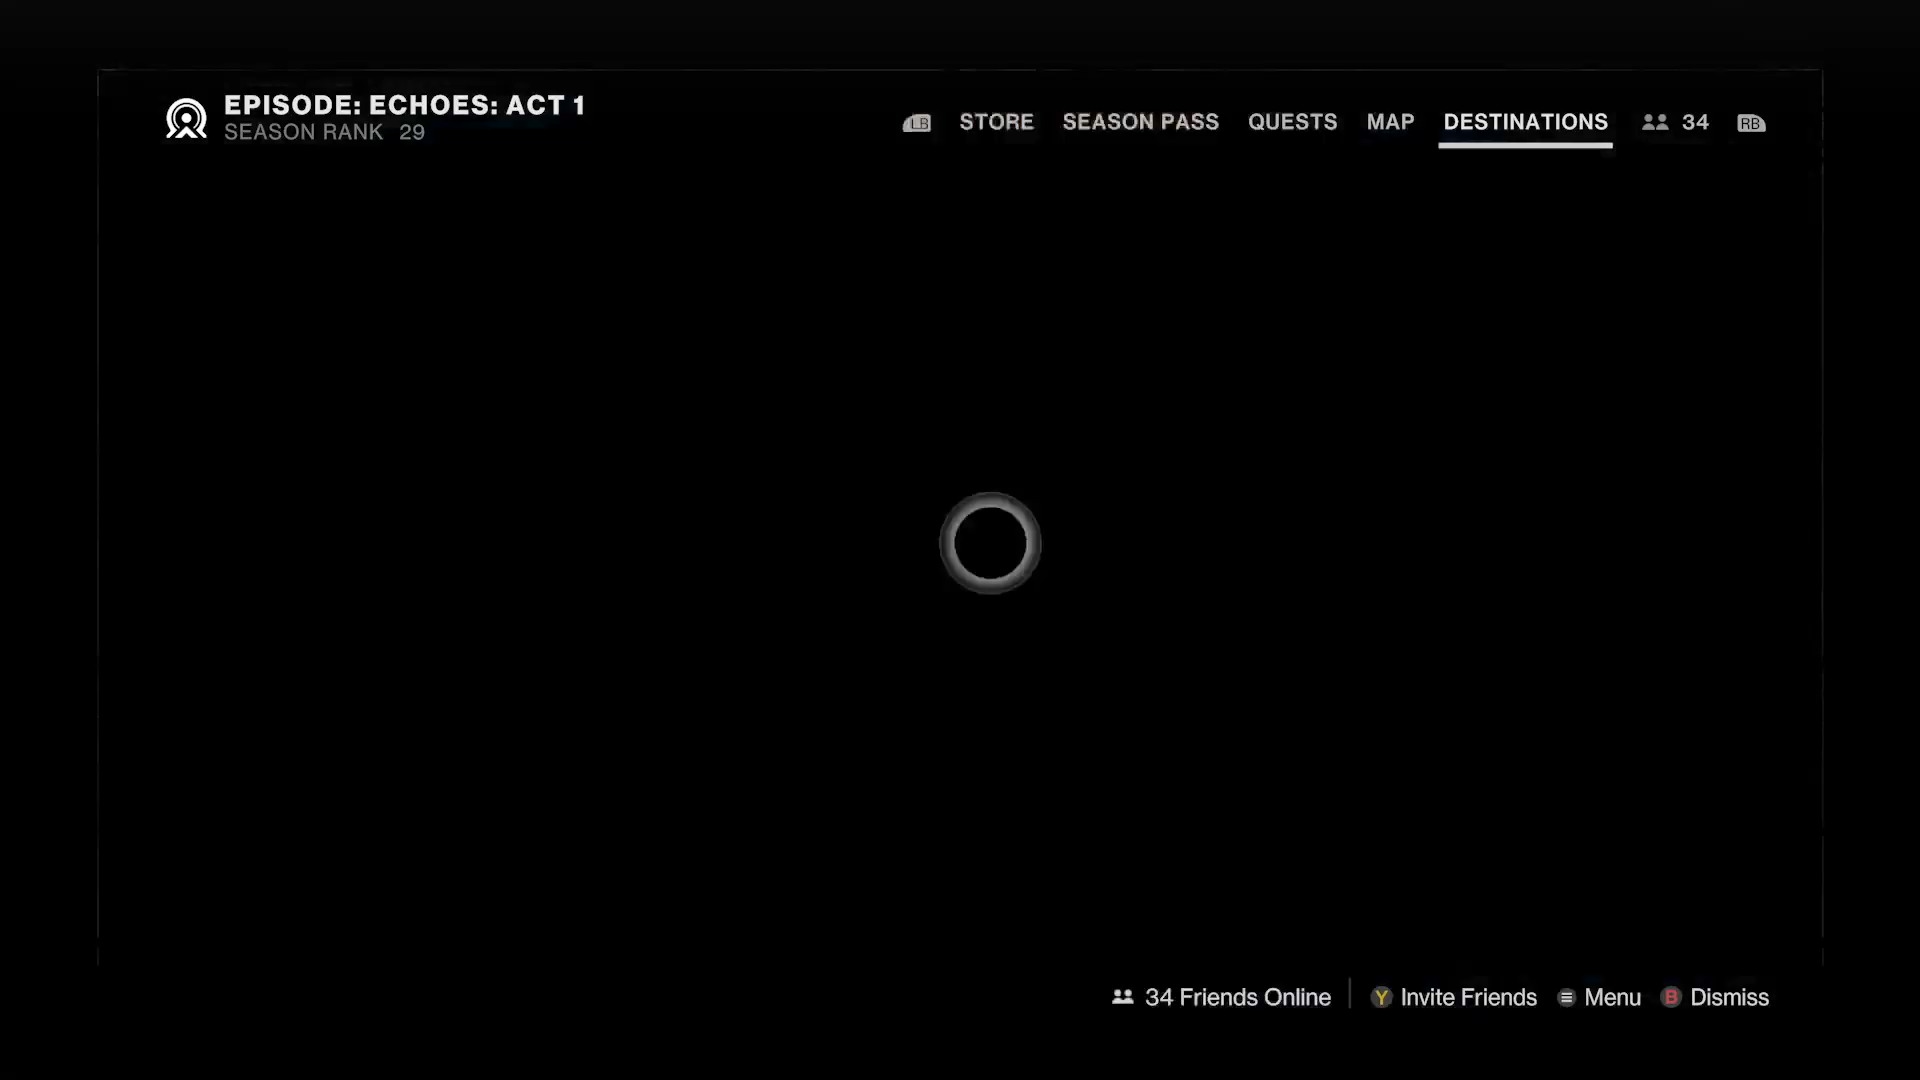 EPISODE: ECHOES: ACT 1
SEASON RANK 29
LB STORE SEASON PASS QUESTS MAP DESTINATIONS 34 RB
34 Friends Online Y Invite Friends Menu B Dismiss